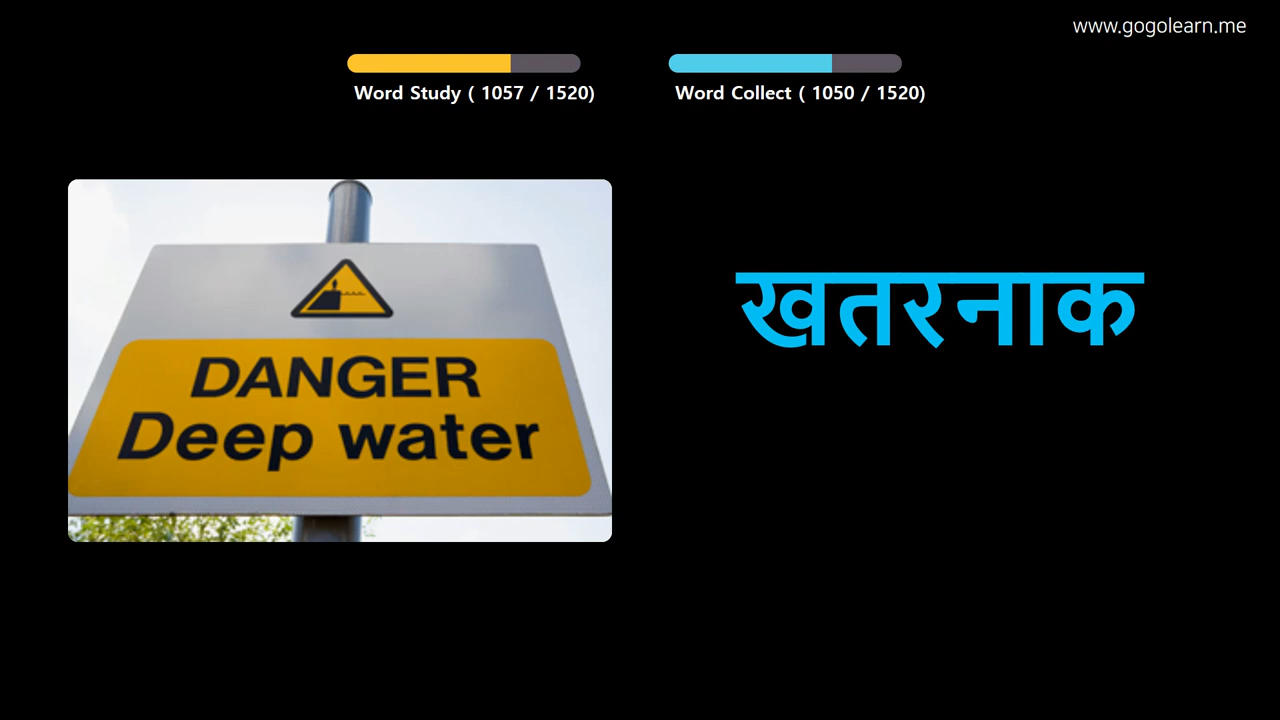 www.gogolearn.me
Word Study ( 1057 / 1520)
Word Collect ( 1050 / 1520)
DANGER
Deep water
खतरनाक